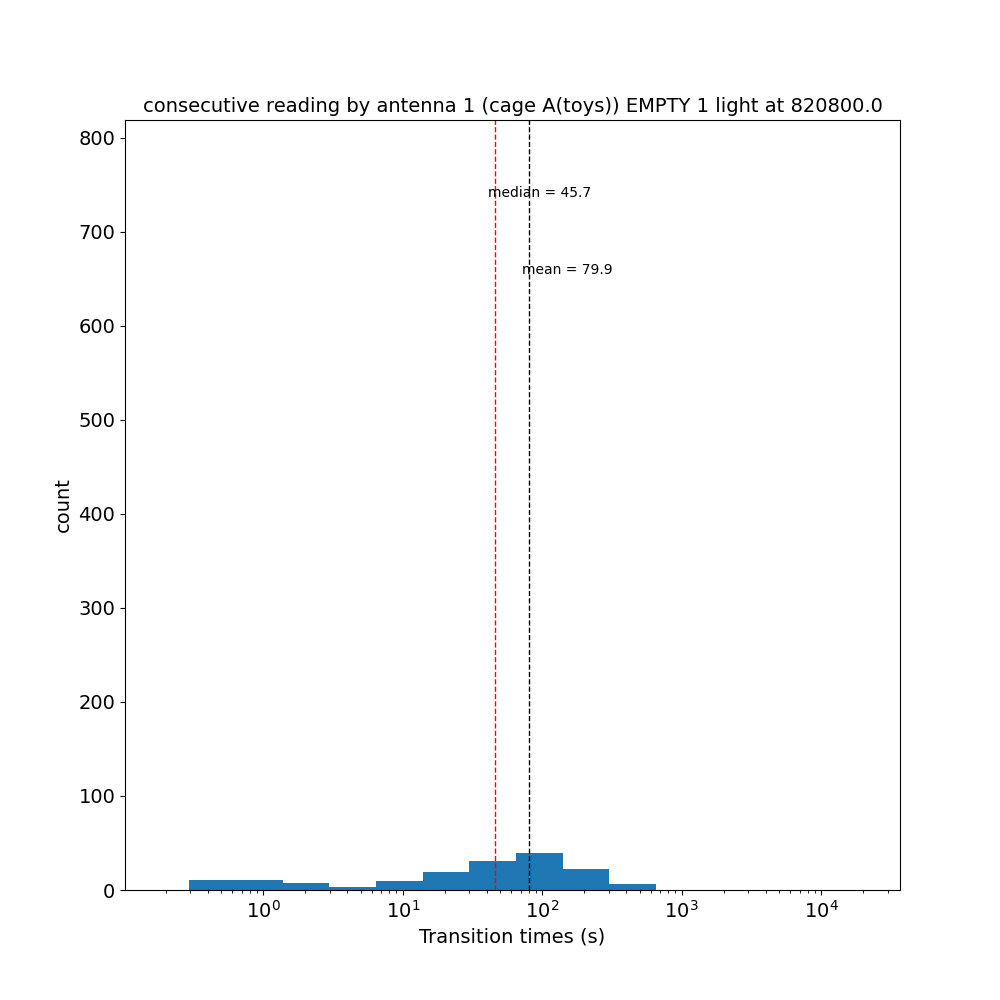 consecutive reading by antenna 1 (cage A(toys)) EMPTY 1 light at 820800.0
800
median = 45.7
700
mean = 79.9
600
500
count
400
300
200
100
0
10⁰ 10¹ 10² 10³ 10⁴
Transition times (s)